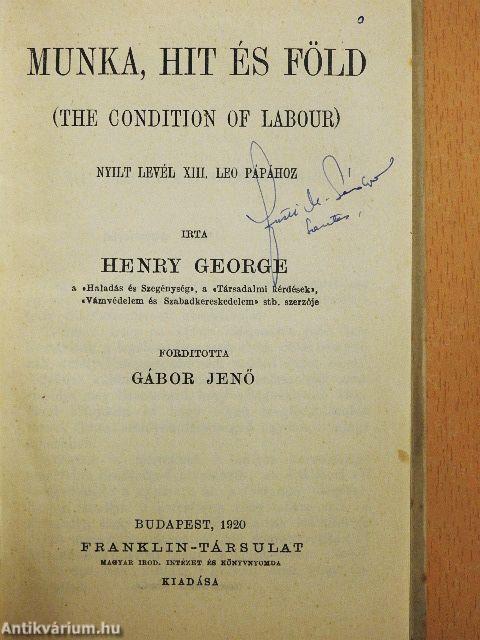 MUNKA, HIT ÉS FÖLD
(THE CONDITION OF LABOUR)
NYILT LEVÉL XIII. LEO PÁPÁHOZ
IRTA
HENRY GEORGE
a «Haladás és Szegénység», a «Társadalmi kérdések»,
«Vámvédelem és Szabadkereskedelem» stb. szerzője
FORDITOTTA
GÁBOR JENŐ
BUDAPEST, 1920
FRANKLIN-TÁRSULAT
MAGYAR IROD. INTÉZET ÉS KÖNYVNYOMDA
KIADÁSA
Antikvárium.hu